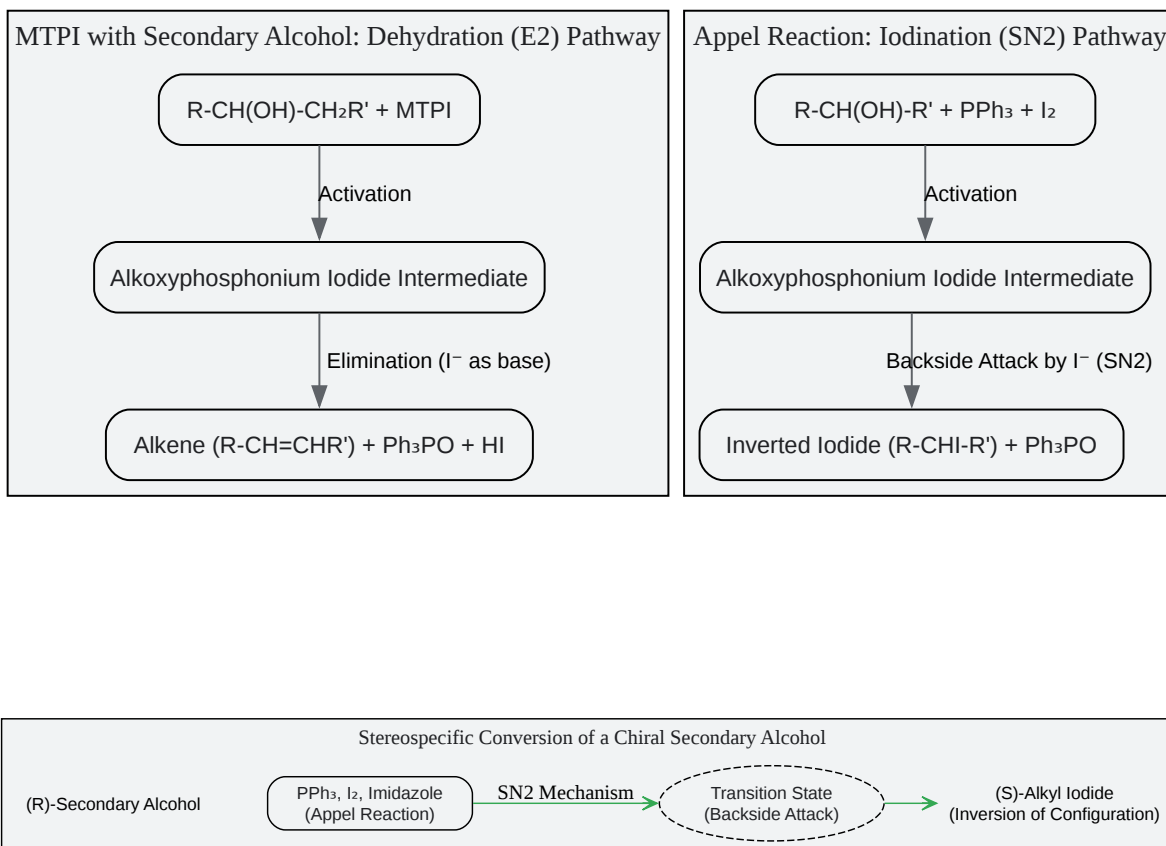 MTPI with Secondary Alcohol: Dehydration (E2) Pathway
R-CH(OH)-CH₂R' + MTPI
Activation
Alkoxyphosphonium Iodide Intermediate
Elimination (I⁻ as base)
Alkene (R-CH=CHR') + Ph₃PO + HI
Appel Reaction: Iodination (SN2) Pathway
R-CH(OH)-R' + PPh₃ + I₂
Activation
Alkoxyphosphonium Iodide Intermediate
Backside Attack by I⁻ (SN2)
Inverted Iodide (R-CHI-R') + Ph₃PO
Stereospecific Conversion of a Chiral Secondary Alcohol
(R)-Secondary Alcohol
PPh₃, I₂, Imidazole
(Appel Reaction)
SN2 Mechanism
Transition State
(Backside Attack)
(S)-Alkyl Iodide
(Inversion of Configuration)